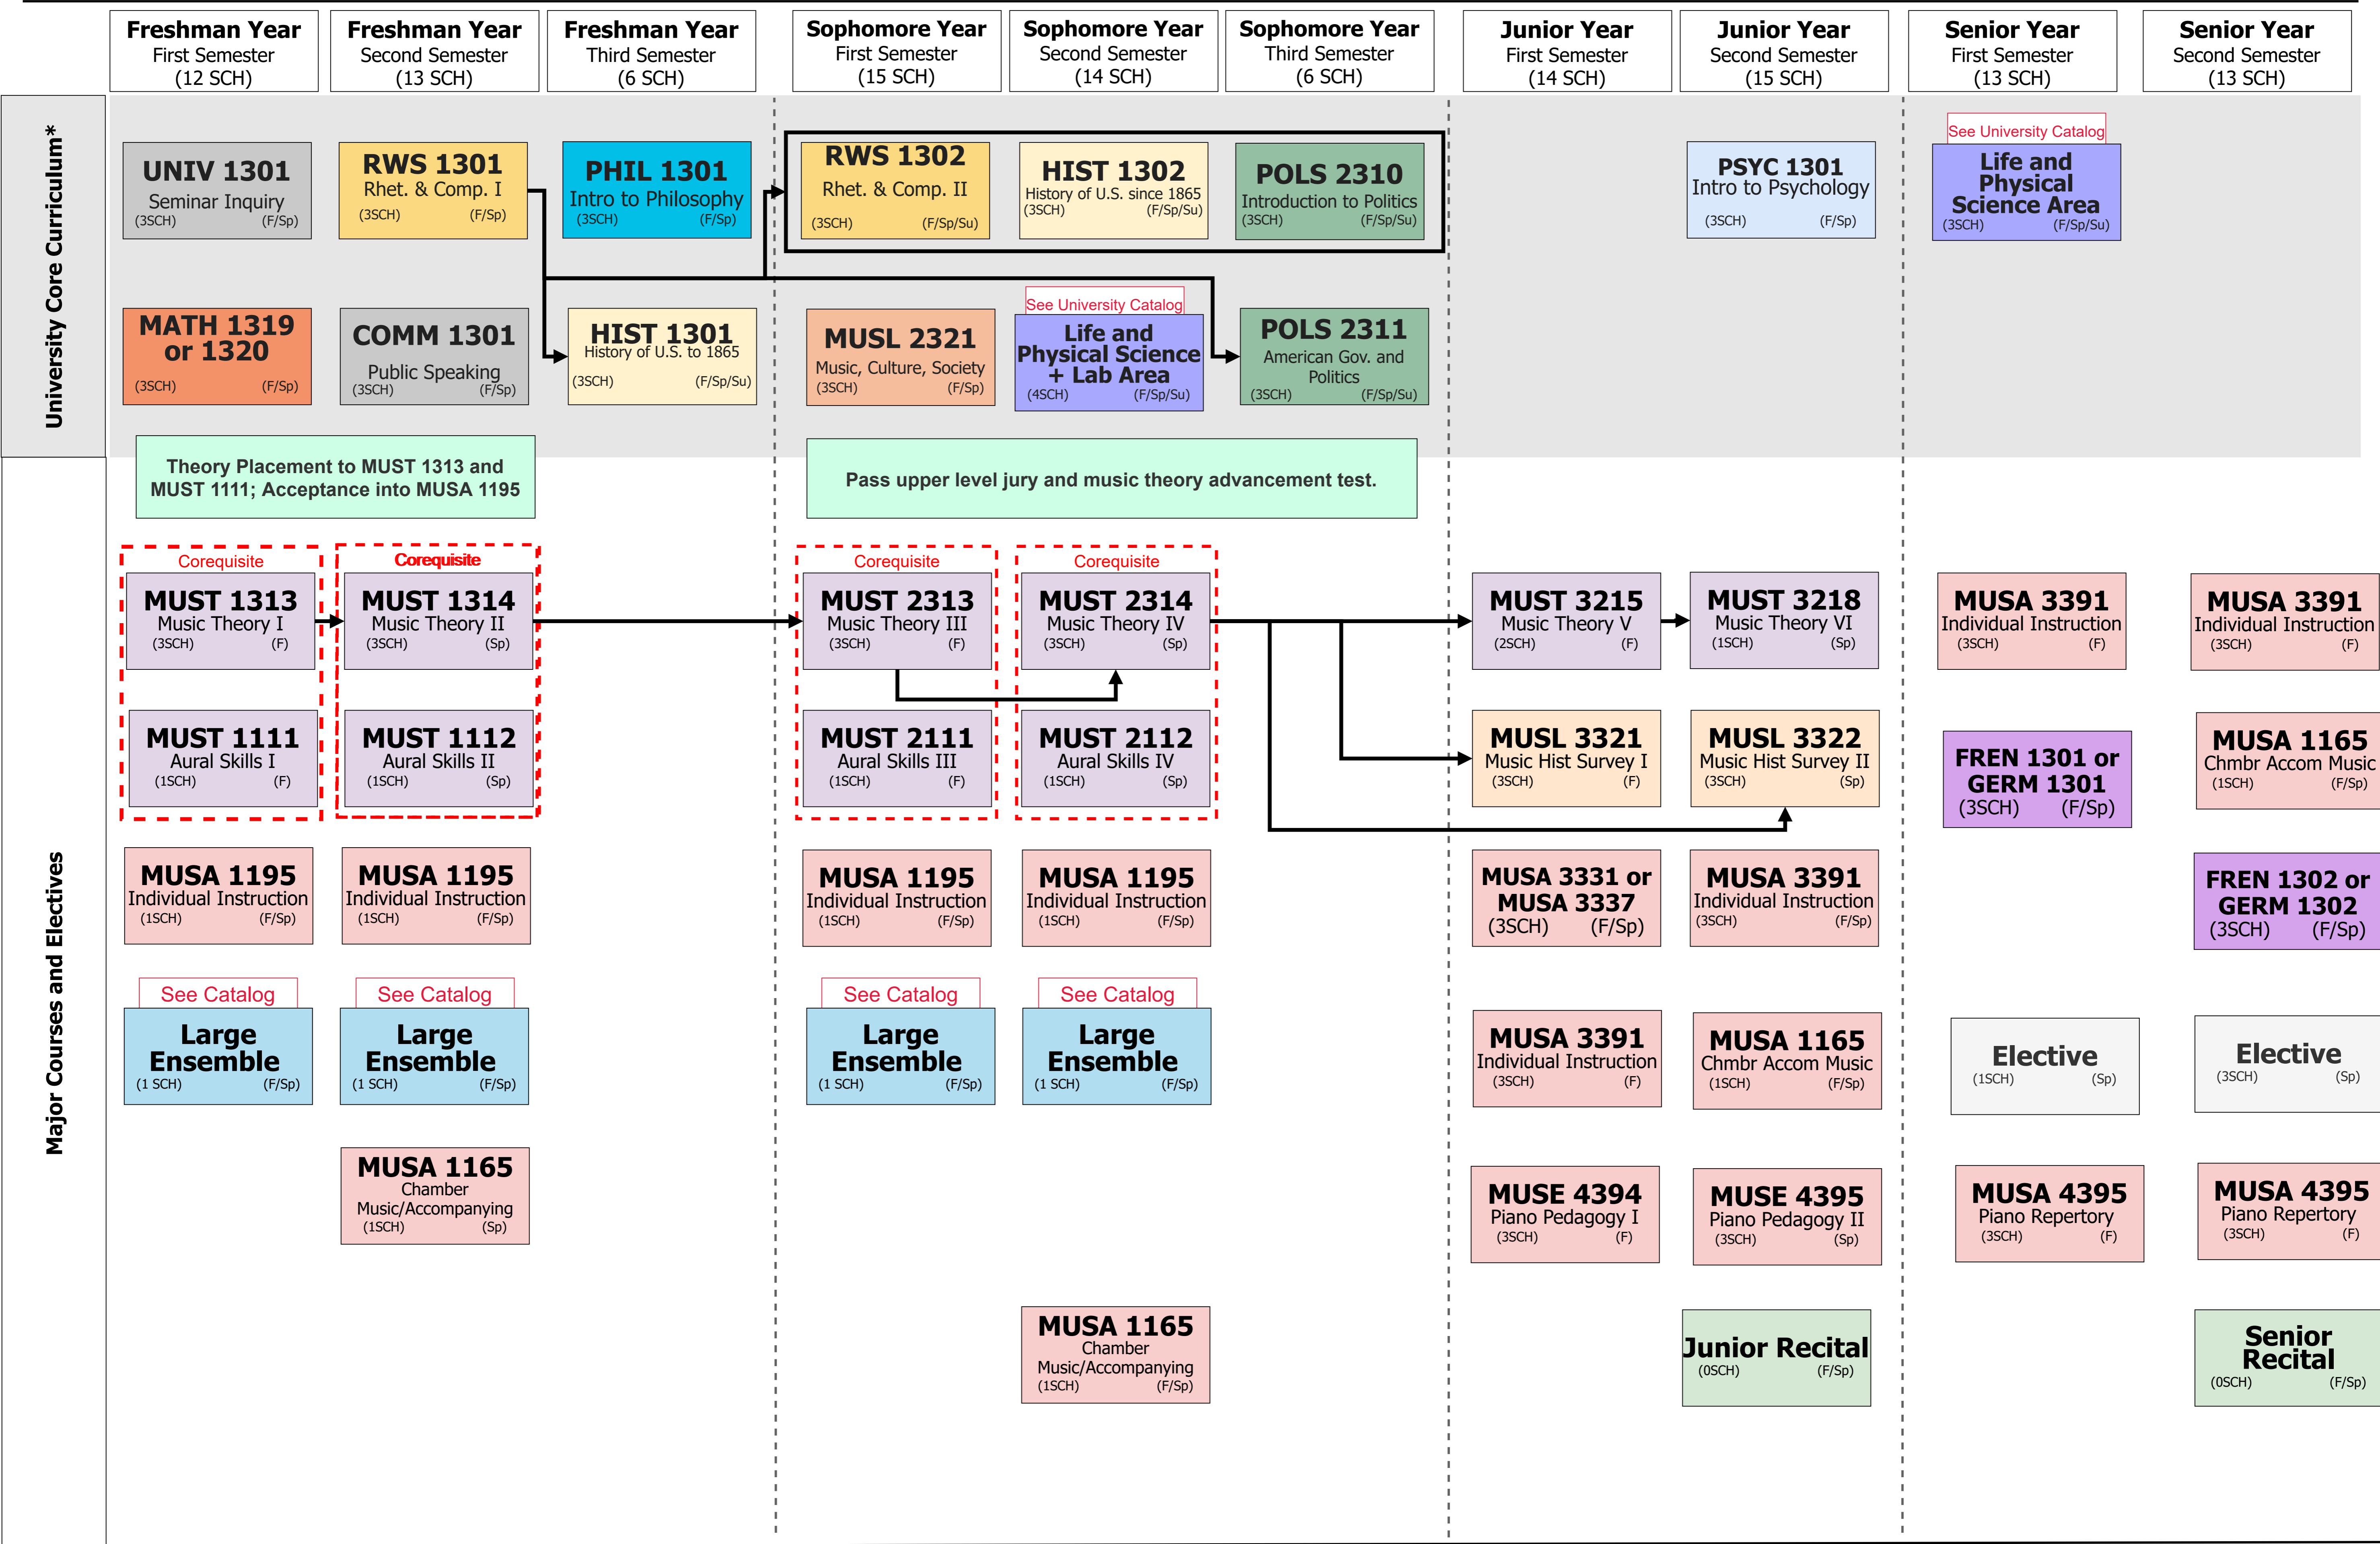 Freshman Year
First Semester
(12 SCH)
Freshman Year
Second Semester
(13 SCH)
Freshman Year
Third Semester
(6 SCH)
Sophomore Year
First Semester
(15 SCH)
Sophomore Year
Second Semester
(14 SCH)
Sophomore Year
Third Semester
(6 SCH)
Junior Year
First Semester
(14 SCH)
Junior Year
Second Semester
(15 SCH)
Senior Year
First Semester
(13 SCH)
Senior Year
Second Semester
(13 SCH)
University Core Curriculum*
UNIV 1301
Seminar Inquiry
(3SCH) (F/Sp)
RWS 1301
Rhet. & Comp. I
(3SCH) (F/Sp)
PHIL 1301
Intro to Philosophy
(3SCH) (F/Sp)
RWS 1302
Rhet. & Comp. II
(3SCH) (F/Sp/Su)
HIST 1302
History of U.S. since 1865
(3SCH) (F/Sp/Su)
POLS 2310
Introduction to Politics
(3SCH) (F/Sp/Su)
PSYC 1301
Intro to Psychology
(3SCH) (F/Sp)
See University Catalog
Life and
Physical
Science Area
(3SCH) (F/Sp/Su)
MATH 1319
or 1320
(3SCH) (F/Sp)
COMM 1301
Public Speaking
(3SCH) (F/Sp)
HIST 1301
History of U.S. to 1865
(3SCH) (F/Sp/Su)
MUSL 2321
Music, Culture, Society
(3SCH) (F/Sp)
See University Catalog
Life and
Physical Science
+ Lab Area
(4SCH) (F/Sp/Su)
POLS 2311
American Gov. and
Politics
(3SCH) (F/Sp/Su)
Theory Placement to MUST 1313 and
MUST 1111; Acceptance into MUSA 1195
Pass upper level jury and music theory advancement test.
Major Courses and Electives
Corequisite
MUST 1313
Music Theory I
(3SCH) (F)
Corequisite
MUST 1314
Music Theory II
(3SCH) (Sp)
Corequisite
MUST 2313
Music Theory III
(3SCH) (F)
Corequisite
MUST 2314
Music Theory IV
(3SCH) (Sp)
MUST 3215
Music Theory V
(2SCH) (F)
MUST 3218
Music Theory VI
(1SCH) (Sp)
MUSA 3391
Individual Instruction
(3SCH) (F)
MUSA 3391
Individual Instruction
(3SCH) (F)
MUST 1111
Aural Skills I
(1SCH) (F)
MUST 1112
Aural Skills II
(1SCH) (Sp)
MUST 2111
Aural Skills III
(1SCH) (F)
MUST 2112
Aural Skills IV
(1SCH) (Sp)
MUSL 3321
Music Hist Survey I
(3SCH) (F)
MUSL 3322
Music Hist Survey II
(3SCH) (Sp)
FREN 1301 or
GERM 1301
(3SCH) (F/Sp)
MUSA 1165
Chmbr Accom Music
(1SCH) (F/Sp)
MUSA 1195
Individual Instruction
(1SCH) (F/Sp)
MUSA 1195
Individual Instruction
(1SCH) (F/Sp)
MUSA 1195
Individual Instruction
(1SCH) (F/Sp)
MUSA 1195
Individual Instruction
(1SCH) (F/Sp)
MUSA 3331 or
MUSA 3337
(3SCH) (F/Sp)
MUSA 3391
Individual Instruction
(3SCH) (F/Sp)
FREN 1302 or
GERM 1302
(3SCH) (F/Sp)
See Catalog
Large
Ensemble
(1 SCH) (F/Sp)
See Catalog
Large
Ensemble
(1 SCH) (F/Sp)
See Catalog
Large
Ensemble
(1 SCH) (F/Sp)
See Catalog
Large
Ensemble
(1 SCH) (F/Sp)
MUSA 3391
Individual Instruction
(3SCH) (F)
MUSA 1165
Chmbr Accom Music
(1SCH) (F/Sp)
Elective
(1SCH) (Sp)
Elective
(3SCH) (Sp)
MUSA 1165
Chamber
Music/Accompanying
(1SCH) (Sp)
MUSE 4394
Piano Pedagogy I
(3SCH) (F)
MUSE 4395
Piano Pedagogy II
(3SCH) (Sp)
MUSA 4395
Piano Repertory
(3SCH) (F)
MUSA 4395
Piano Repertory
(3SCH) (F)
MUSA 1165
Chamber
Music/Accompanying
(1SCH) (F/Sp)
Junior Recital
(0SCH) (F/Sp)
Senior
Recital
(0SCH) (F/Sp)